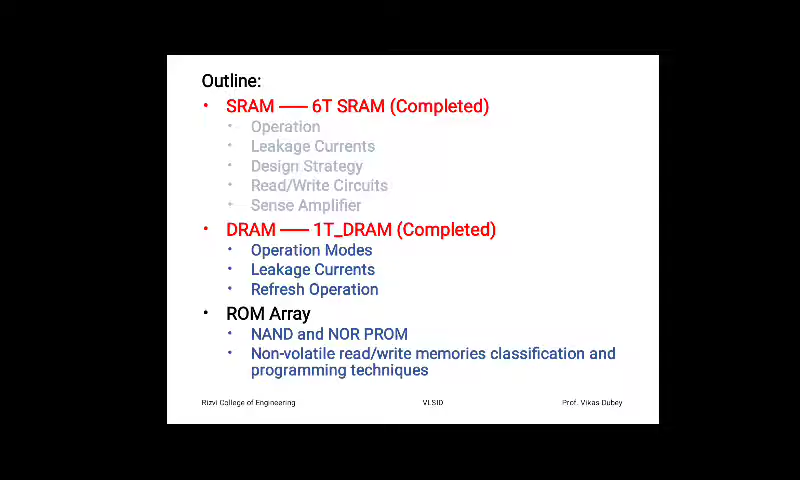 Outline:
• SRAM —– 6T SRAM (Completed)
• Operation
• Leakage Currents
• Design Strategy
• Read/Write Circuits
• Sense Amplifier
• DRAM —– 1T_DRAM (Completed)
• Operation Modes
• Leakage Currents
• Refresh Operation
• ROM Array
• NAND and NOR PROM
• Non-volatile read/write memories classification and
programming techniques
Rizvi College of Engineering VLSID Prof. Vikas Dubey